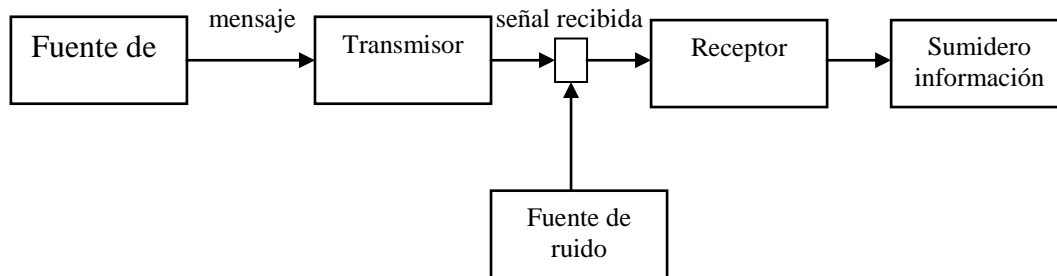 mensaje
señal recibida
Fuente de
Transmisor
Receptor
Sumidero
información
Fuente de
ruido